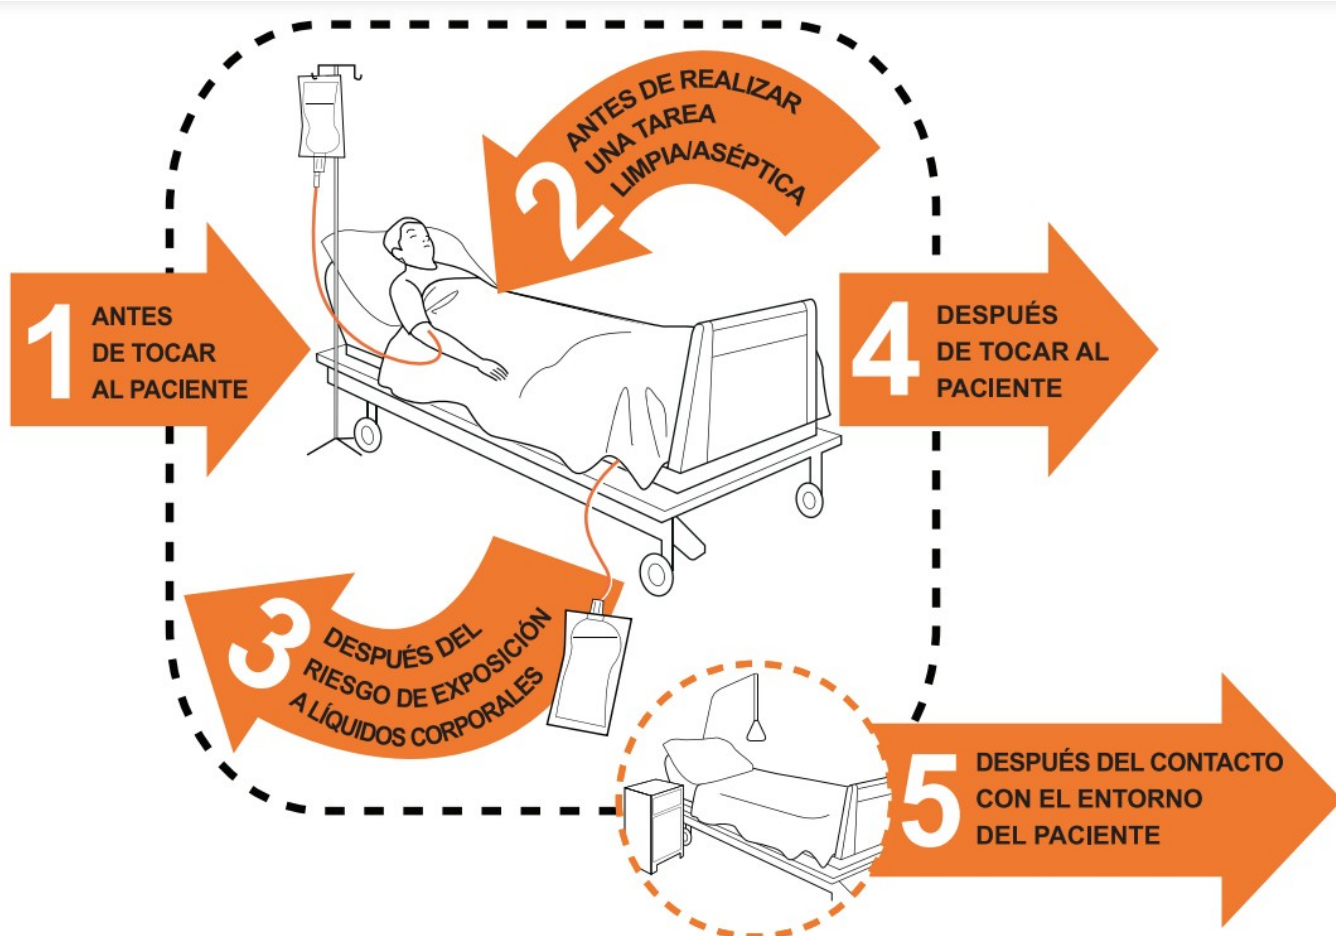 1
ANTES
DE TOCAR
AL PACIENTE
2
ANTES DE REALIZAR
UNA TAREA
LIMPIA/ASÉPTICA
3
DESPUÉS DEL
RIESGO DE EXPOSICIÓN
A LÍQUIDOS CORPORALES
4
DESPUÉS
DE TOCAR AL
PACIENTE
5
DESPUÉS DEL CONTACTO
CON EL ENTORNO
DEL PACIENTE